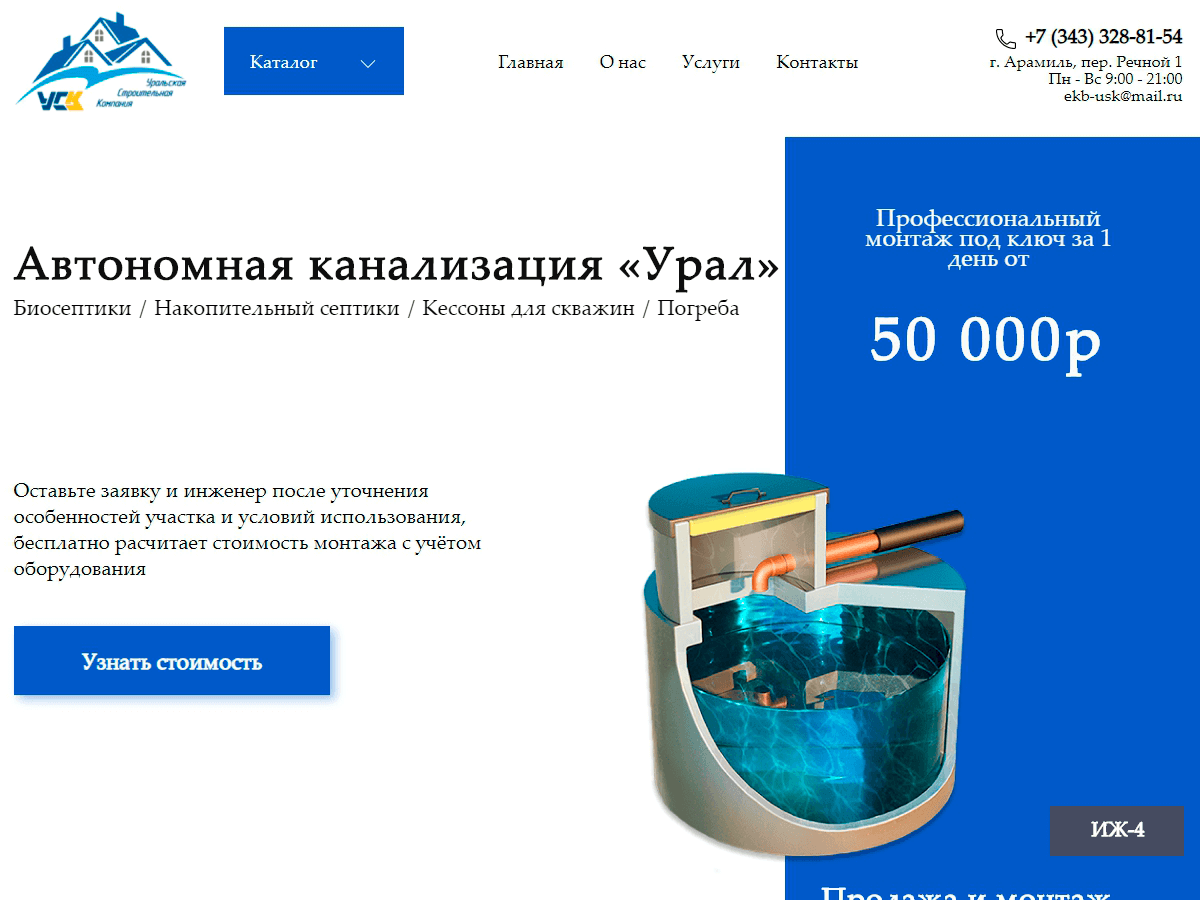 УСК
Уральская
Строительная
Компания
Каталог
Главная
О нас
Услуги
Контакты
+7 (343) 328-81-54
г. Арамиль, пер. Речной 1
Пн - Вс 9:00 - 21:00
ekb-usk@mail.ru
Автономная канализация «Урал»
Биосептики / Накопительный септики / Кессоны для скважин / Погреба
Профессиональный
монтаж под ключ за 1
день от
50 000р
Оставьте заявку и инженер после уточнения
особенностей участка и условий использования,
бесплатно расчитает стоимость монтажа с учётом
оборудования
Узнать стоимость
ИЖ-4
Продажа и монтаж